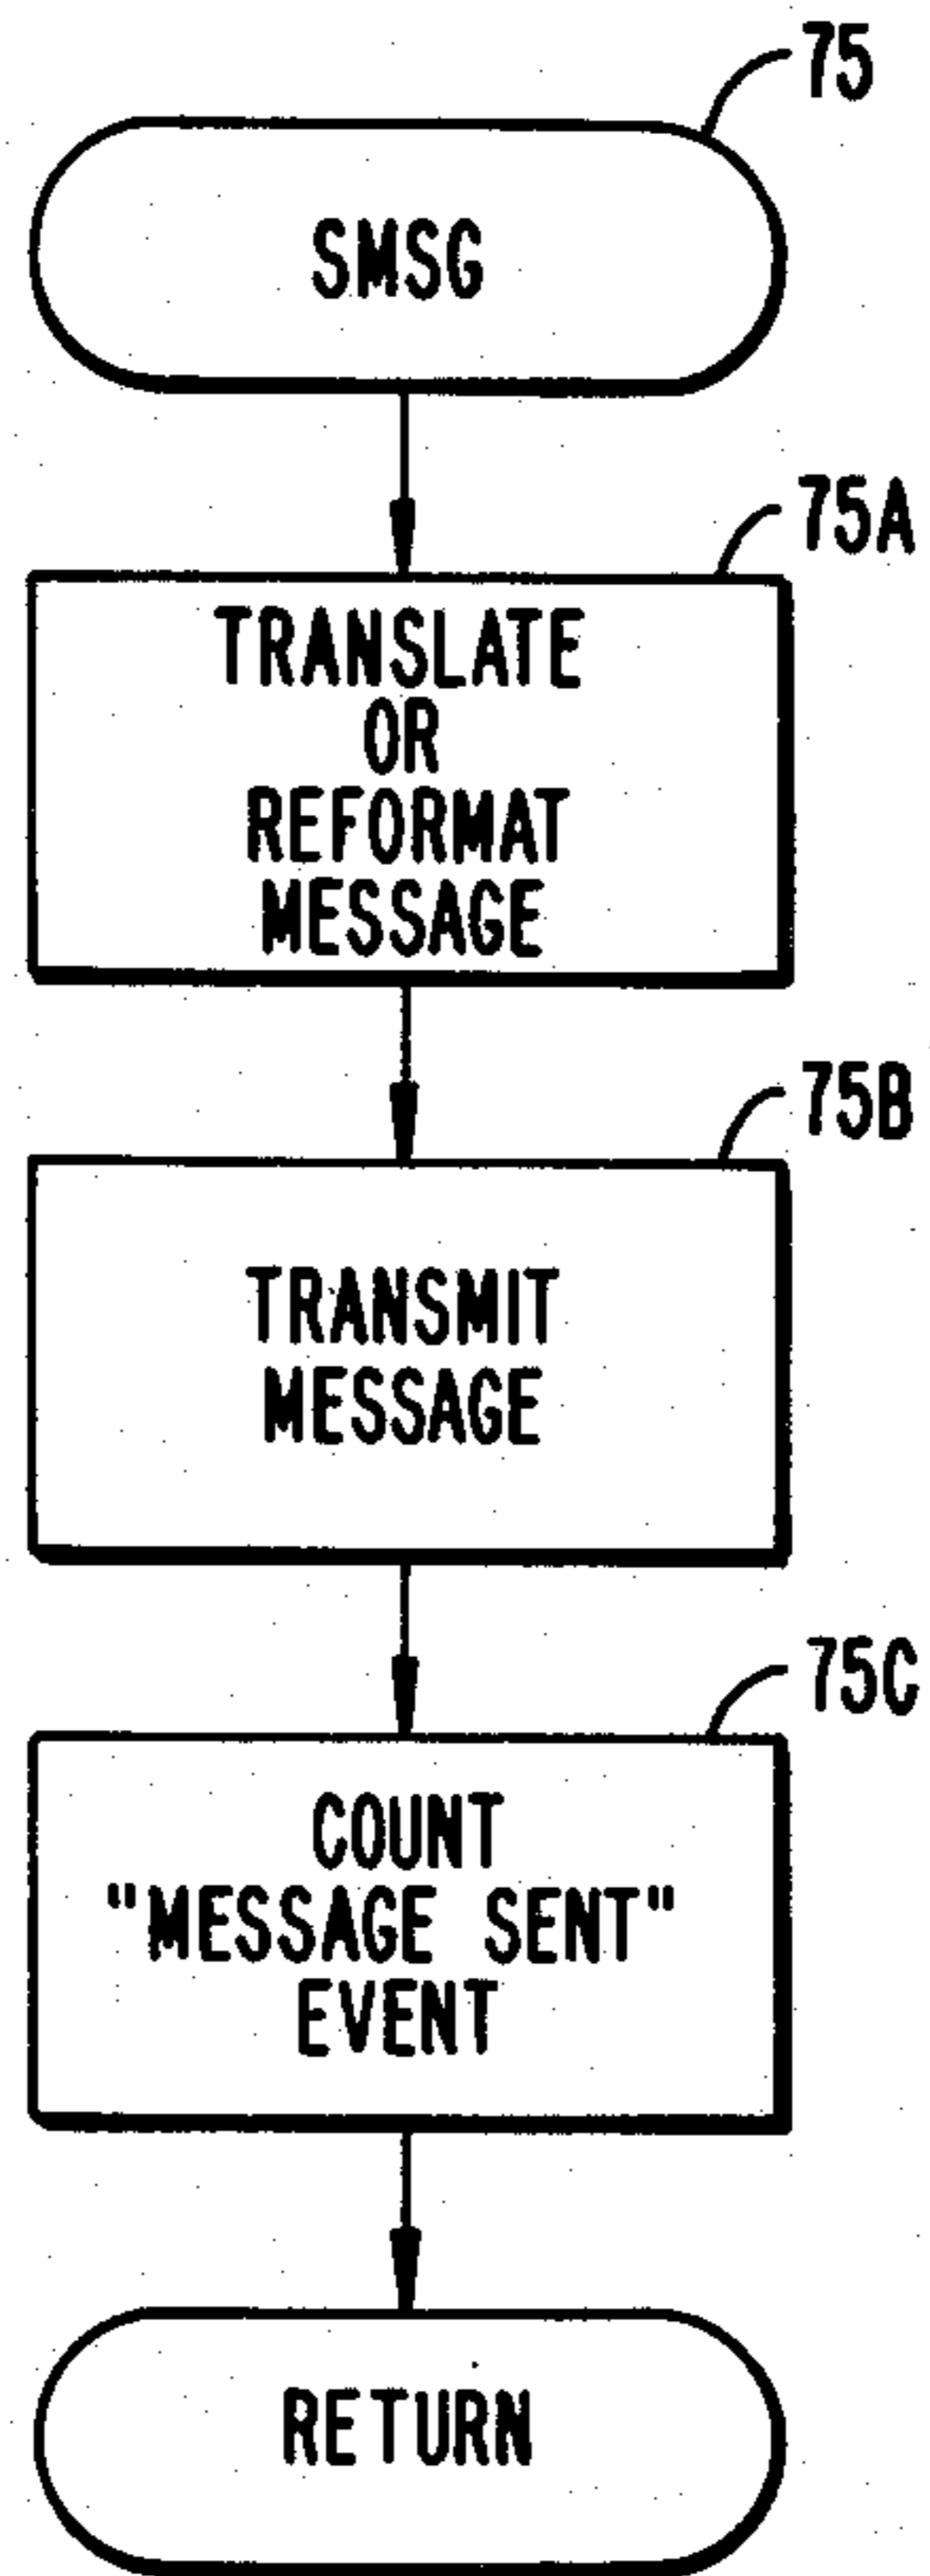 75
SMSG
75A
TRANSLATE
OR
REFORMAT
MESSAGE
75B
TRANSMIT
MESSAGE
75C
COUNT
"MESSAGE SENT"
EVENT
RETURN